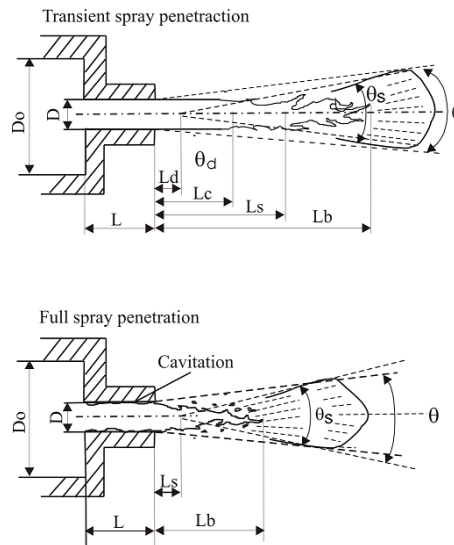 Transient spray penetraction
Do
D
θs
θ
θd
Ld
Lc
Ls
L
Lb
Full spray penetration
Cavitation
Do
D
θs
θ
Ls
L
Lb